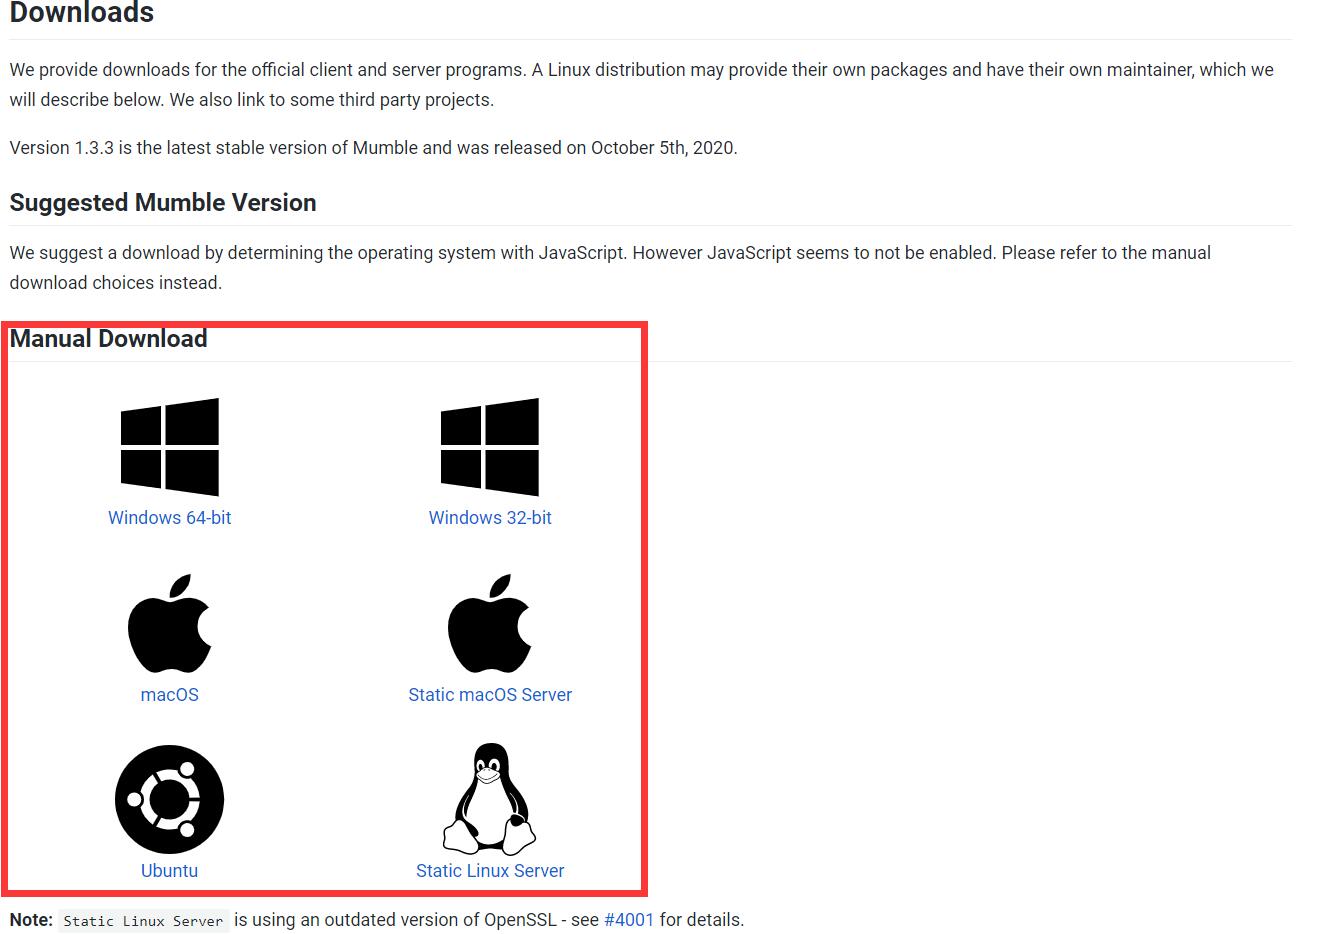 Downloads
We provide downloads for the official client and server programs. A Linux distribution may provide their own packages and have their own maintainer, which we
will describe below. We also link to some third party projects.
Version 1.3.3 is the latest stable version of Mumble and was released on October 5th, 2020.
Suggested Mumble Version
We suggest a download by determining the operating system with JavaScript. However JavaScript seems to not be enabled. Please refer to the manual
download choices instead.
Manual Download
Windows 64-bit
Windows 32-bit
macOS
Static macOS Server
Ubuntu
Static Linux Server
Note: Static Linux Server is using an outdated version of OpenSSL - see #4001 for details.